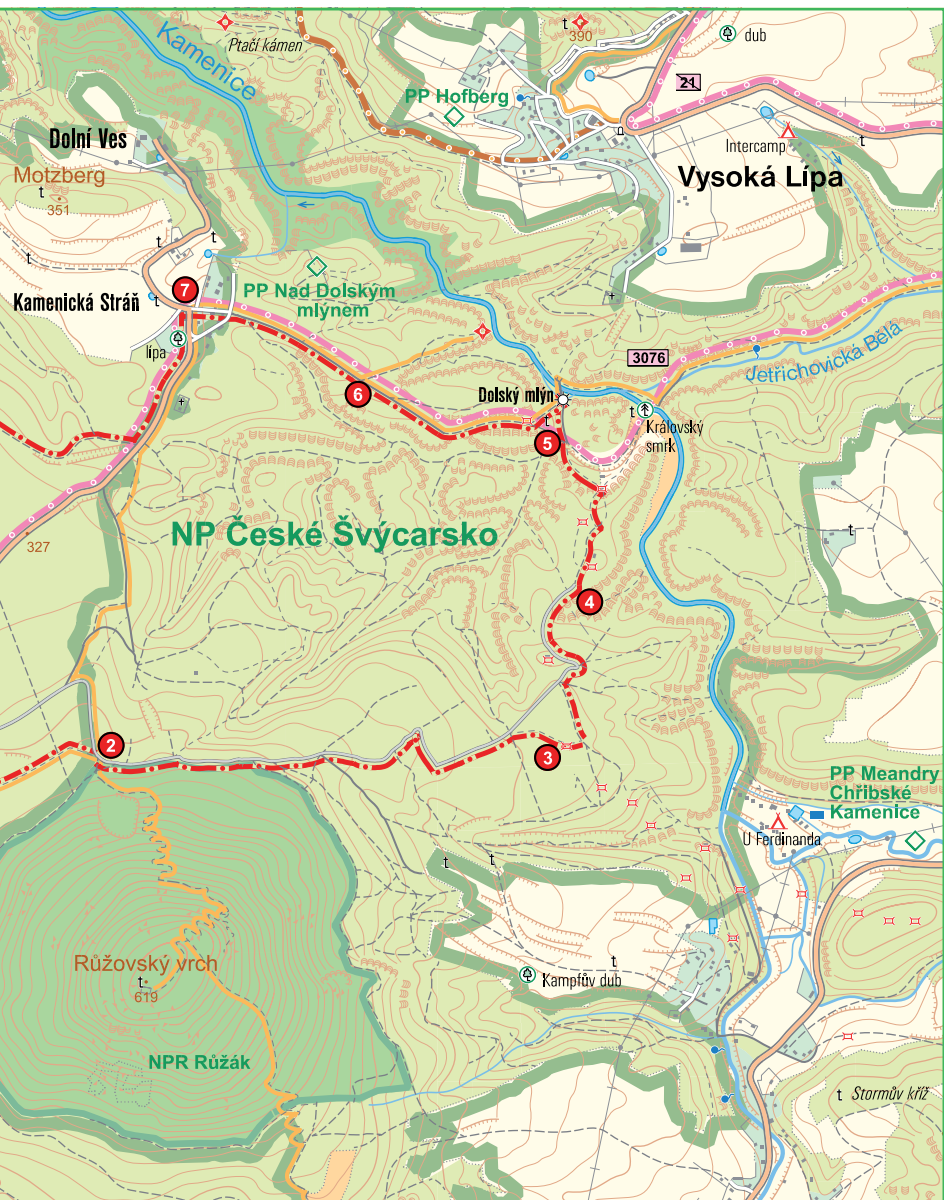 Kamenice
Ptačí kámen
390
dub
21
PP Hofberg
Intercamp
Dolní Ves
Motzberg
351
Vysoká Lípa
7
PP Nad Dolským
mlýnem
Kamenická Stráň
lípa
3076
Jetřichovická Bělá
6
Dolský mlýn
Královský
smrk
5
NP České Švýcarsko
327
4
2
3
PP Meandry
Chřibské
Kamenice
U Ferdinanda
Růžovský vrch
619
Kampfův dub
NPR Růžák
Stormův kříž